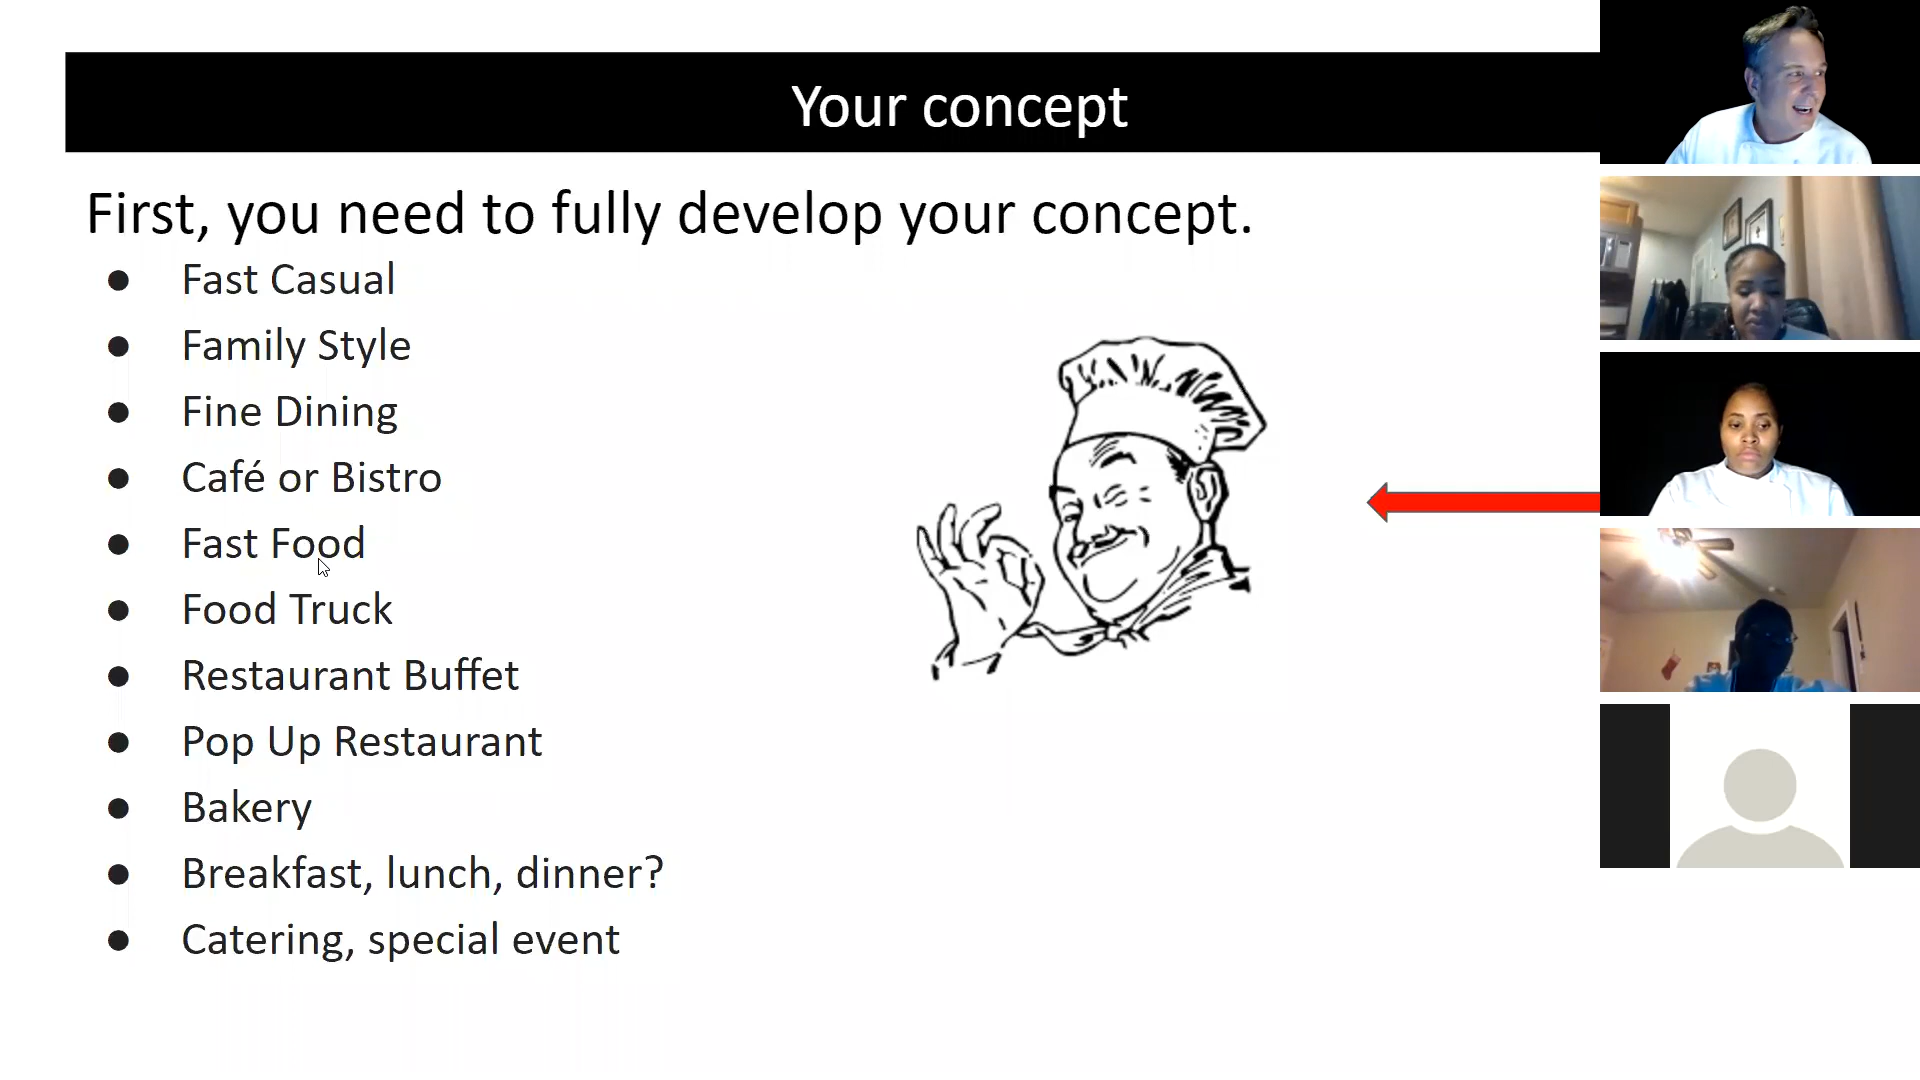 Your concept
First, you need to fully develop your concept.
● Fast Casual
● Family Style
● Fine Dining
● Café or Bistro
● Fast Food
● Food Truck
● Restaurant Buffet
● Pop Up Restaurant
● Bakery
● Breakfast, lunch, dinner?
● Catering, special event